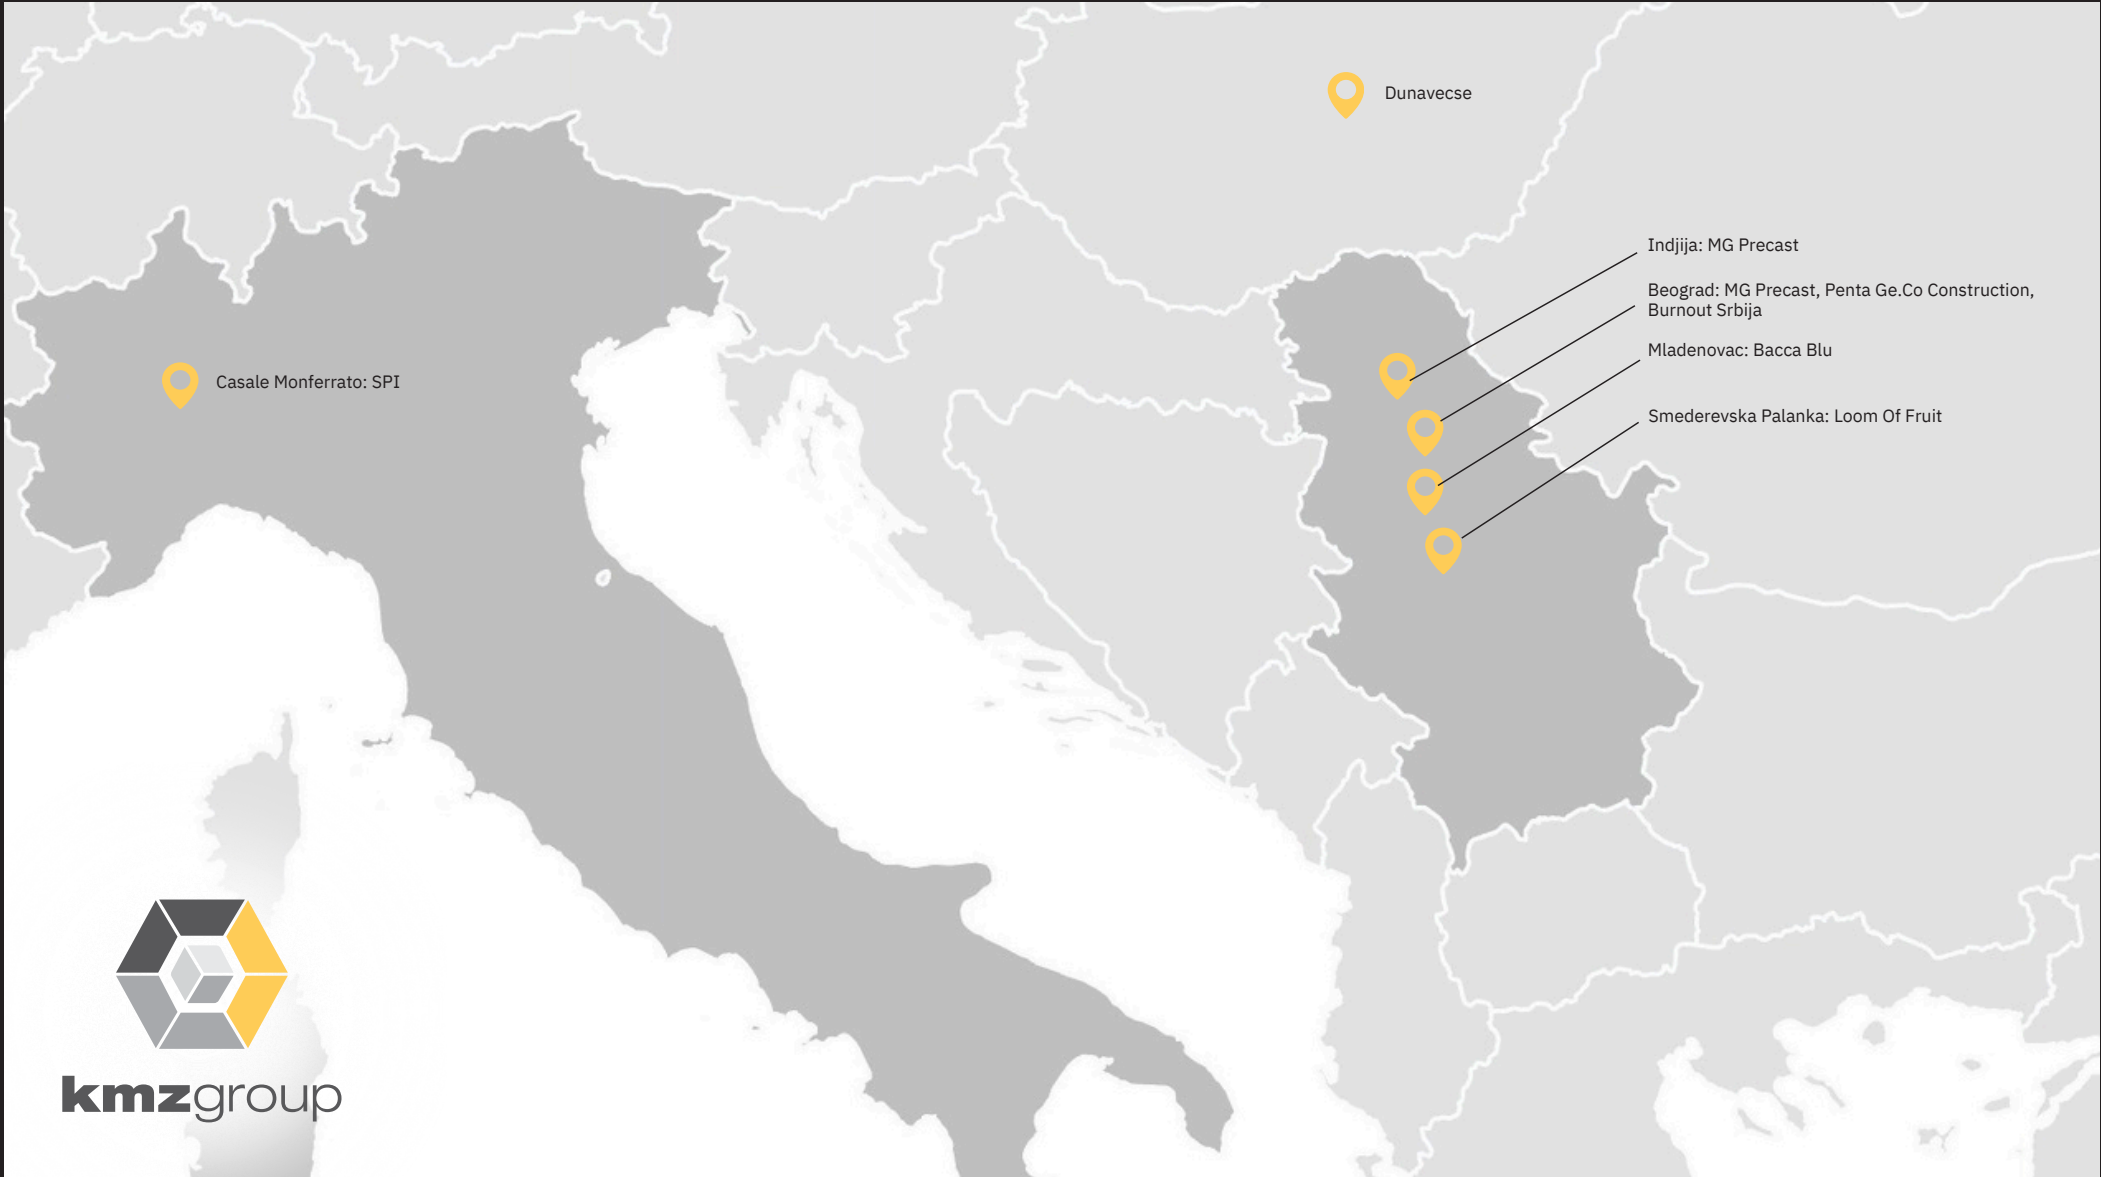 Dunavecse
Indjija: MG Precast
Beograd: MG Precast, Penta Ge.Co Construction,
Burnout Srbija
Mladenovac: Bacca Blu
Casale Monferrato: SPI
Smederevska Palanka: Loom Of Fruit
kmzgroup